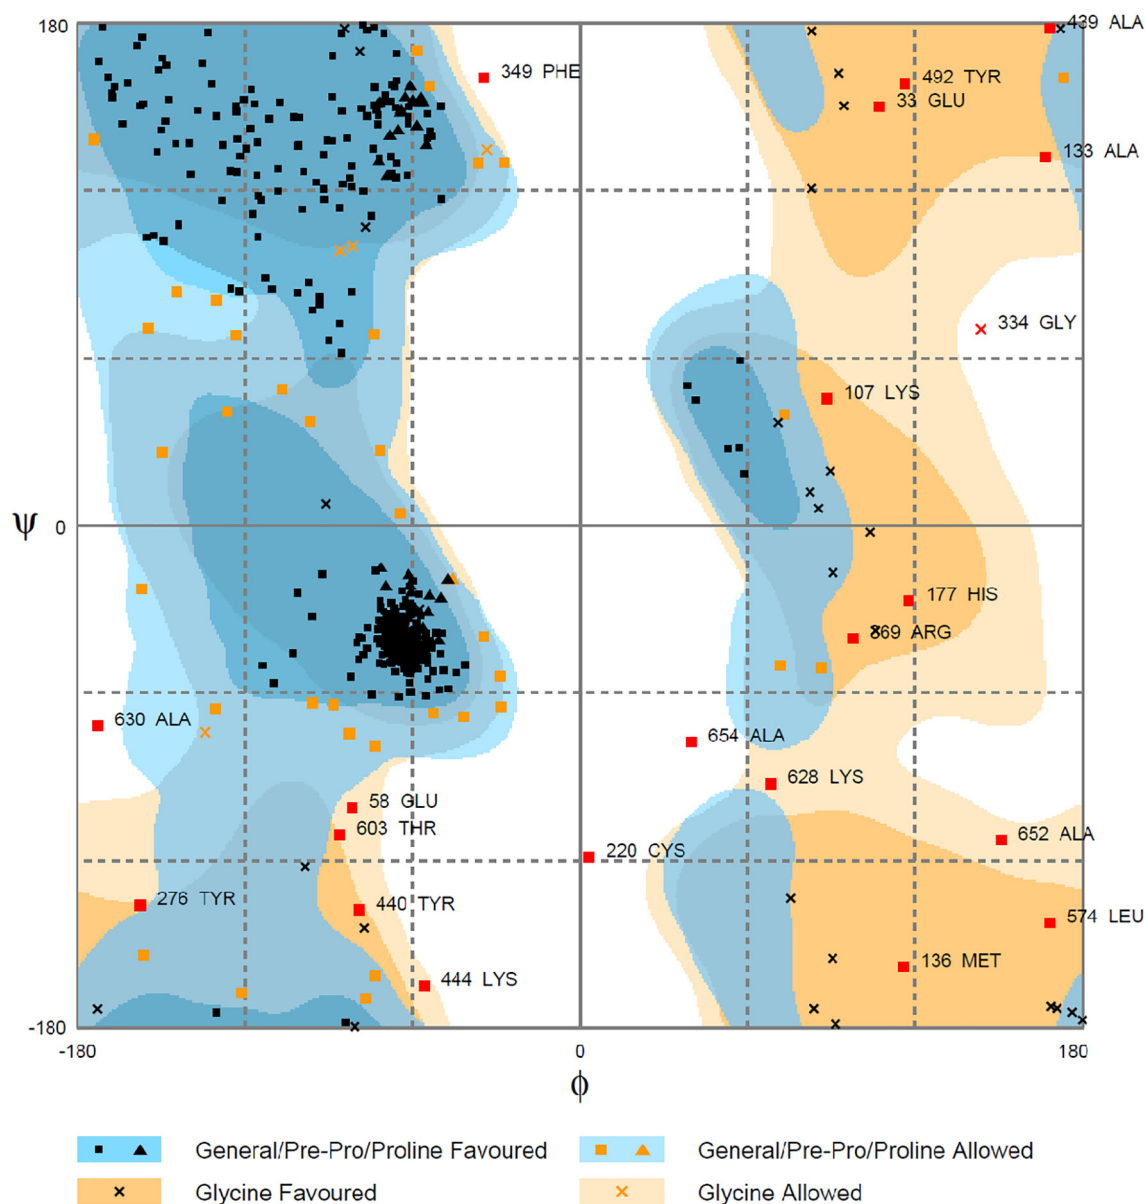 180
439 ALA
349 PHE
492 TYR
33 GLU
133 ALA
334 GLY
107 LYS
ψ
0
177 HIS
369 ARG
630 ALA
654 ALA
628 LYS
58 GLU
603 THR
652 ALA
220 CYS
276 TYR
440 TYR
574 LEU
136 MET
444 LYS
-180
-180
0
180
ϕ
General/Pre-Pro/Proline Favoured
General/Pre-Pro/Proline Allowed
Glycine Favoured
Glycine Allowed